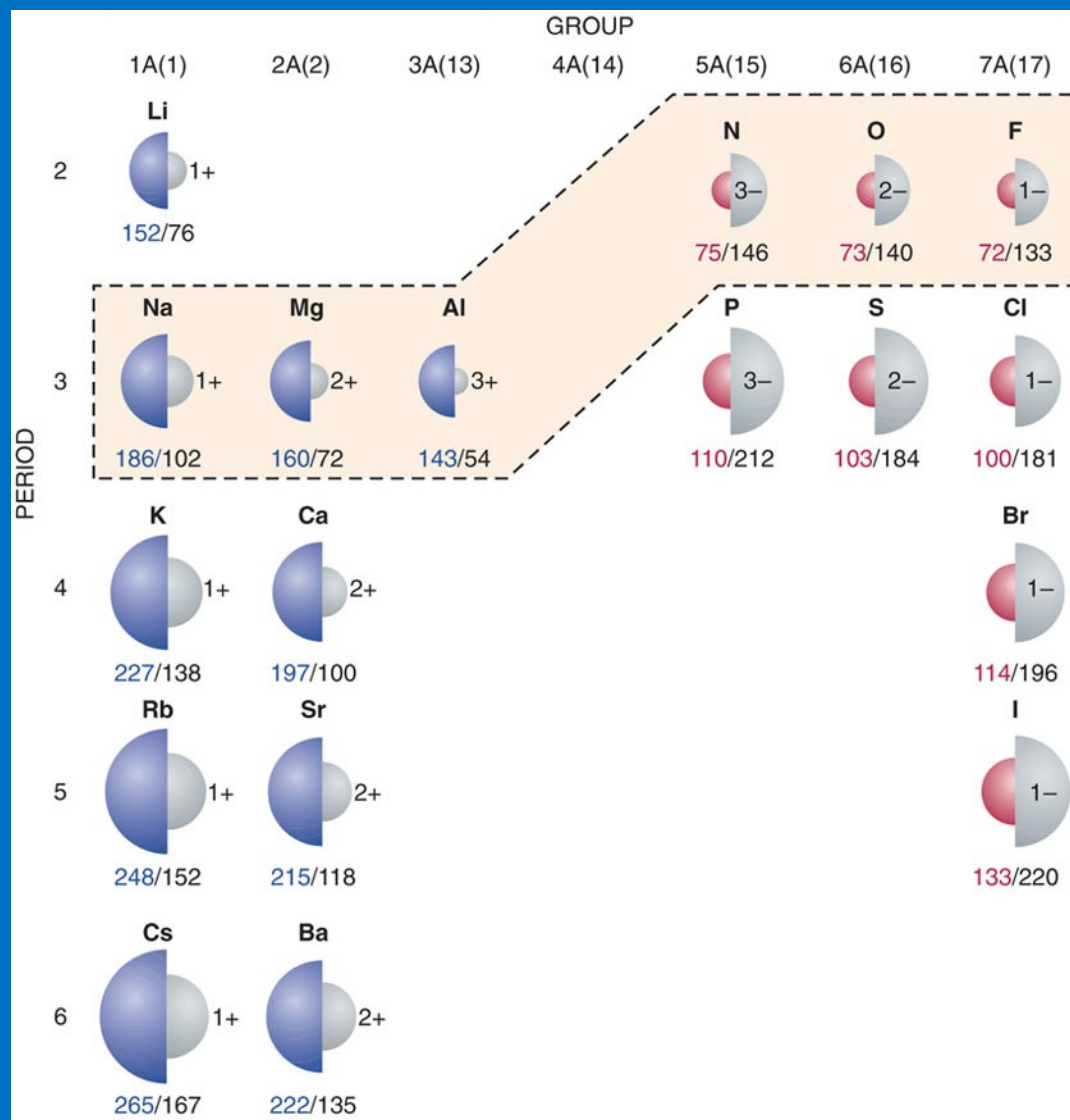 GROUP
1A(1) 2A(2) 3A(13) 4A(14) 5A(15) 6A(16) 7A(17)
PERIOD
Li N O F
2 1+ 3– 2– 1–
152/76 75/146 73/140 72/133
Na Mg Al P S Cl
3 1+ 2+ 3+ 3– 2– 1–
186/102 160/72 143/54 110/212 103/184 100/181
K Ca Br
4 1+ 2+ 1–
227/138 197/100 114/196
Rb Sr I
5 1+ 2+ 1–
248/152 215/118 133/220
Cs Ba
6 1+ 2+
265/167 222/135